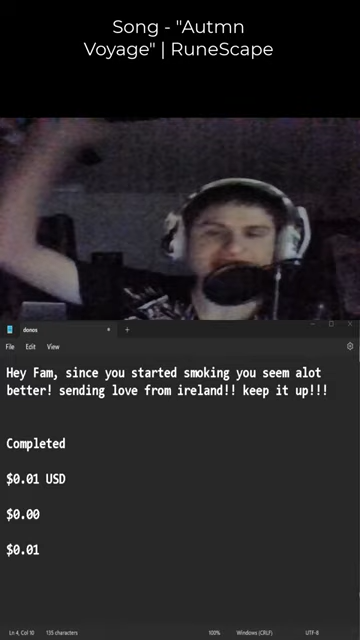 Song - "Autmn
Voyage" | RuneScape
donos
File Edit View
Hey Fam, since you started smoking you seem alot
better! sending love from ireland!! keep it up!!!
Completed
$0.01 USD
$0.00
$0.01
Ln 4, Col 10 135 characters 100% Windows (CRLF) UTF-8